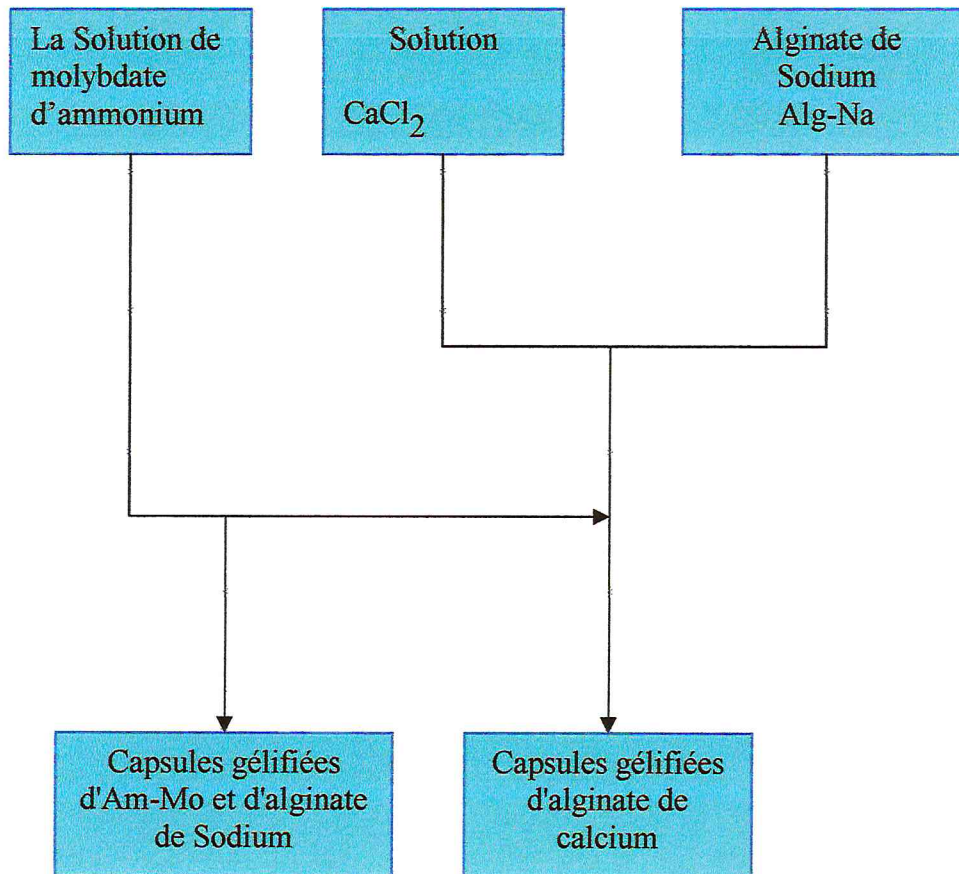 La Solution de
molybdate
d’ammonium
Solution
CaCl2
Alginate de
Sodium
Alg-Na
Capsules gélifiées
d'Am-Mo et d'alginate
de Sodium
Capsules gélifiées
d'alginate de
calcium